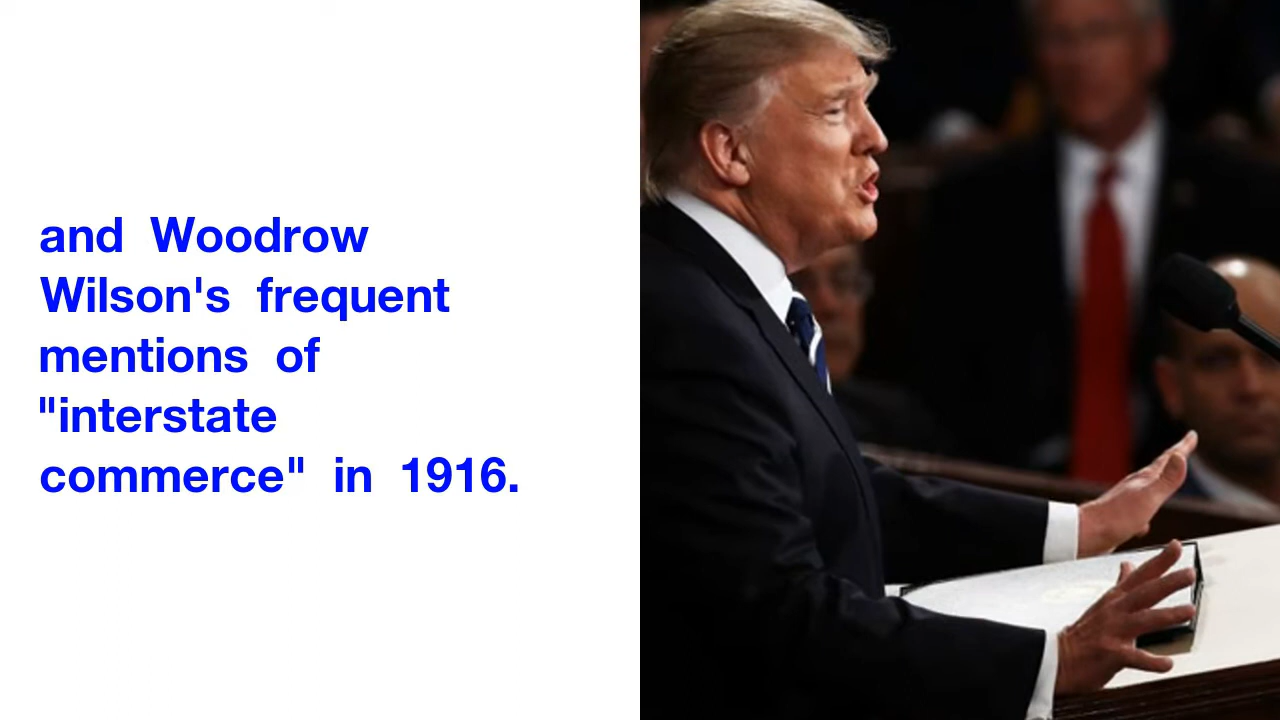 and Woodrow
Wilson's frequent
mentions of
"interstate
commerce" in 1916.